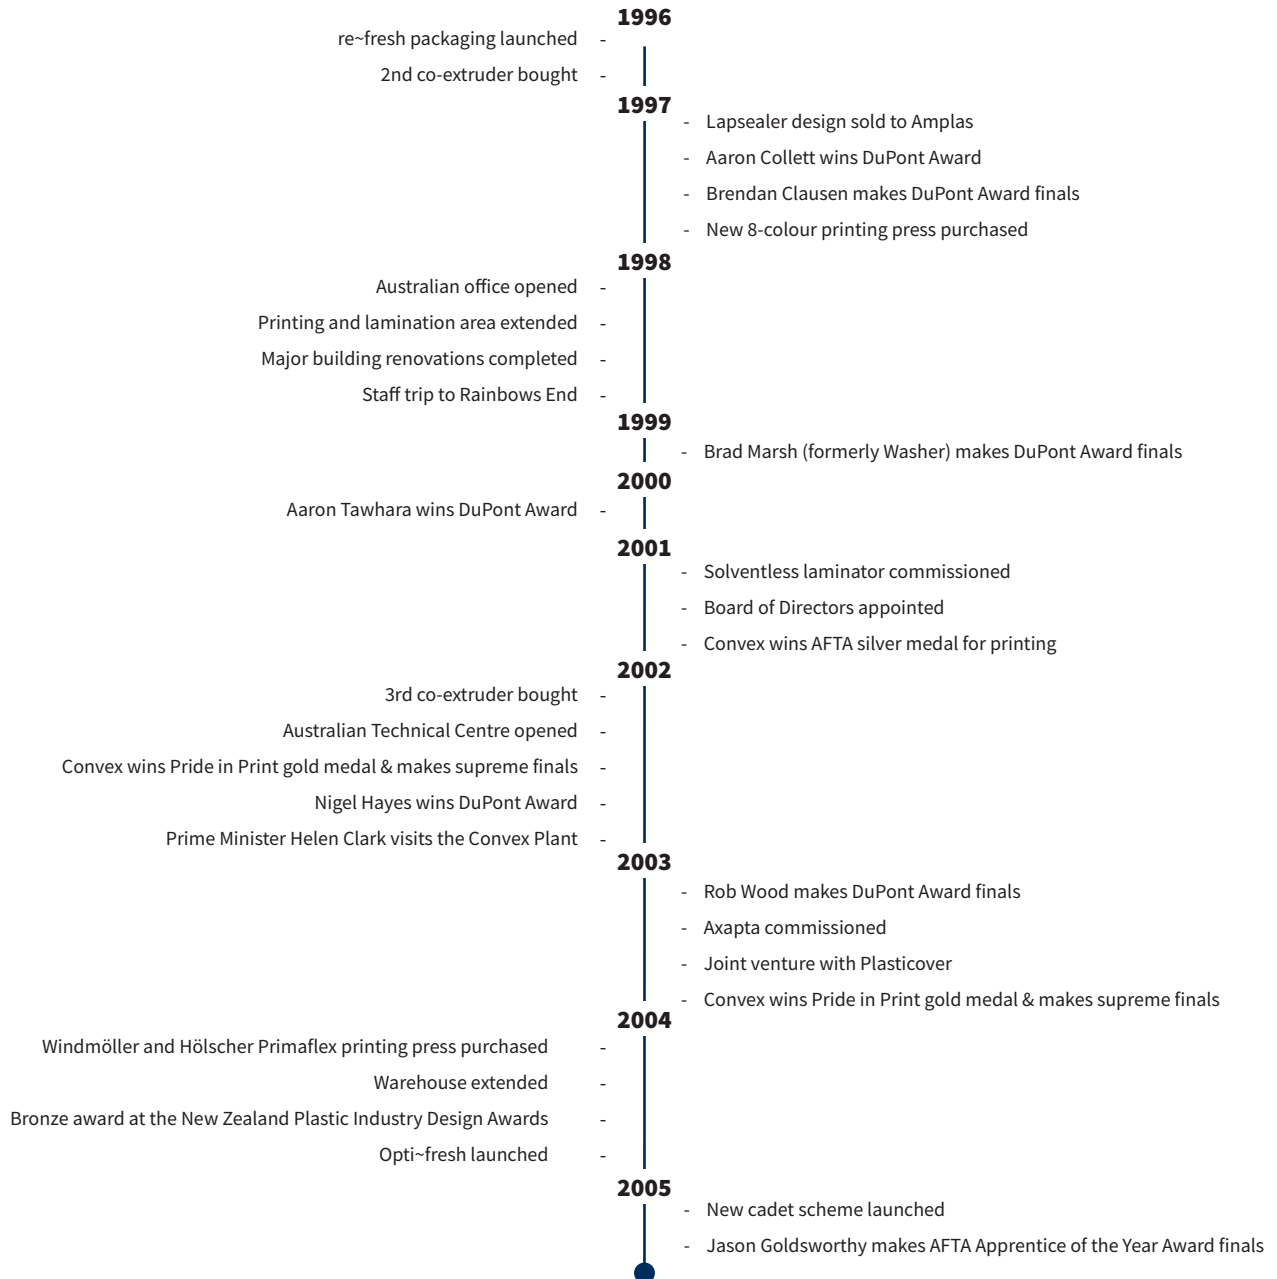 1996
re~fresh packaging launched -
2nd co-extruder bought -
1997
- Lapsealer design sold to Amplas
- Aaron Collett wins DuPont Award
- Brendan Clausen makes DuPont Award finals
- New 8-colour printing press purchased
1998
Australian office opened -
Printing and lamination area extended -
Major building renovations completed -
Staff trip to Rainbows End -
1999
- Brad Marsh (formerly Washer) makes DuPont Award finals
2000
Aaron Tawhara wins DuPont Award -
2001
- Solventless laminator commissioned
- Board of Directors appointed
- Convex wins AFTA silver medal for printing
2002
3rd co-extruder bought -
Australian Technical Centre opened -
Convex wins Pride in Print gold medal & makes supreme finals -
Nigel Hayes wins DuPont Award -
Prime Minister Helen Clark visits the Convex Plant -
2003
- Rob Wood makes DuPont Award finals
- Axapta commissioned
- Joint venture with Plasticover
- Convex wins Pride in Print gold medal & makes supreme finals
2004
Windmöller and Hölscher Primaflex printing press purchased -
Warehouse extended -
Bronze award at the New Zealand Plastic Industry Design Awards -
Opti~fresh launched -
2005
- New cadet scheme launched
- Jason Goldsworthy makes AFTA Apprentice of the Year Award finals